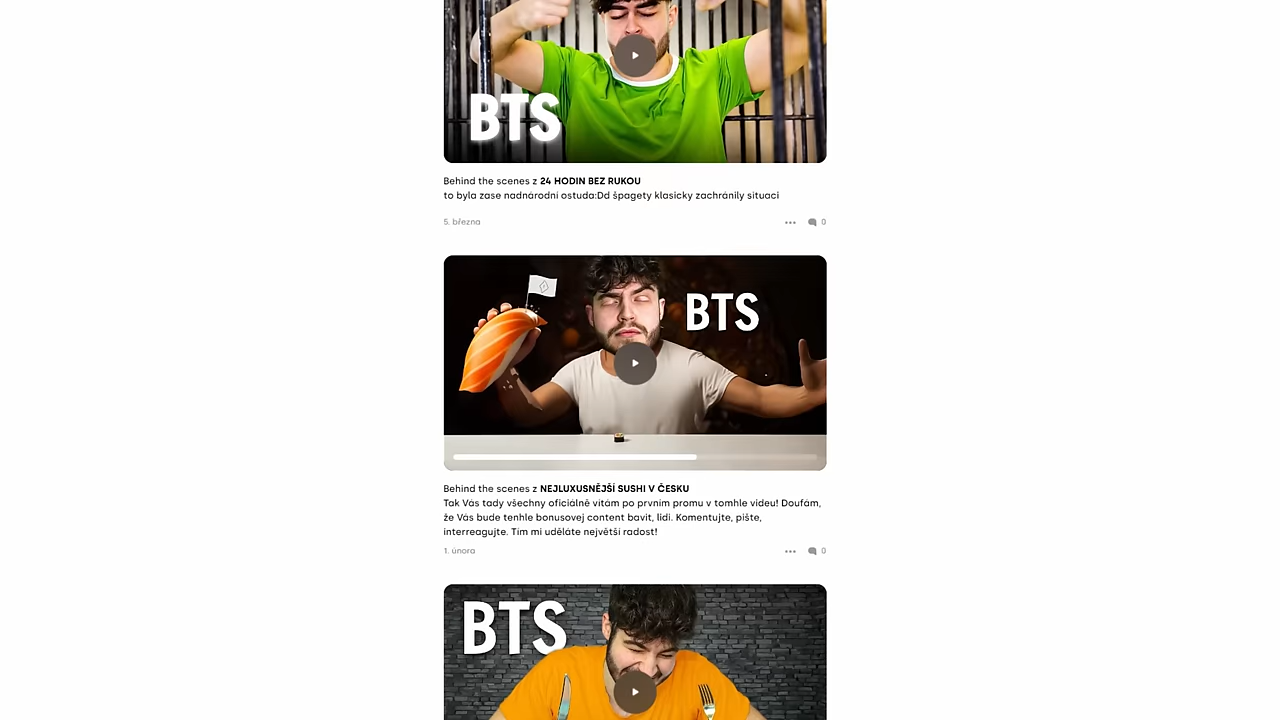 BTS
Behind the scenes z 24 HODIN BEZ RUKOU
to byla zase nadnárodní ostuda:Dd špagety klasicky zachránily situaci
5. března
0
BTS
Behind the scenes z NEJLUXUSNĚJŠÍ SUSHI V ČESKU
Tak Vás tady všechny oficiálně vítám po prvním promu v tomhle videu! Doufám,
že Vás bude tenhle bonusovej content bavit, lidi. Komentujte, pište,
interreagujte. Tím mi uděláte největší radost!
1. února
0
BTS